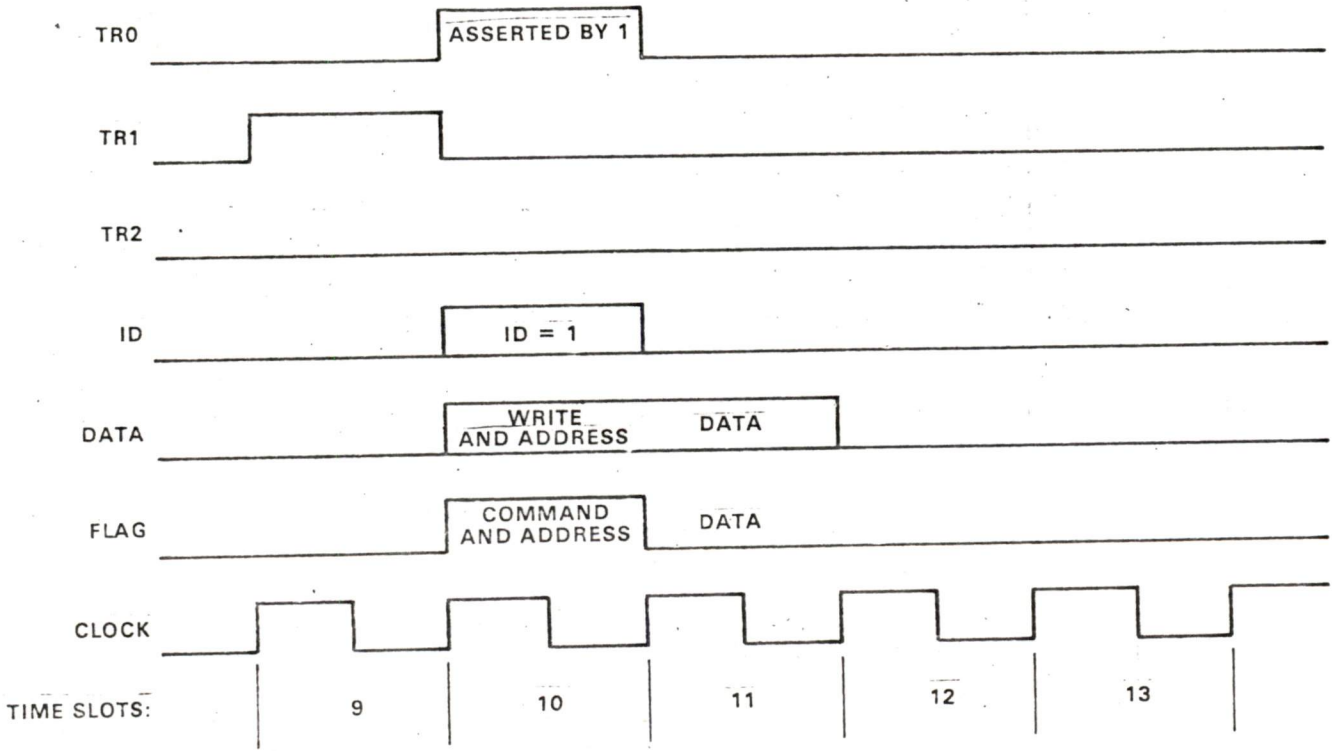 TR0
ASSERTED BY 1
TR1
TR2
ID
ID = 1
DATA
WRITE
AND ADDRESS
DATA
FLAG
COMMAND
AND ADDRESS
DATA
CLOCK
TIME SLOTS:
9
10
11
12
13